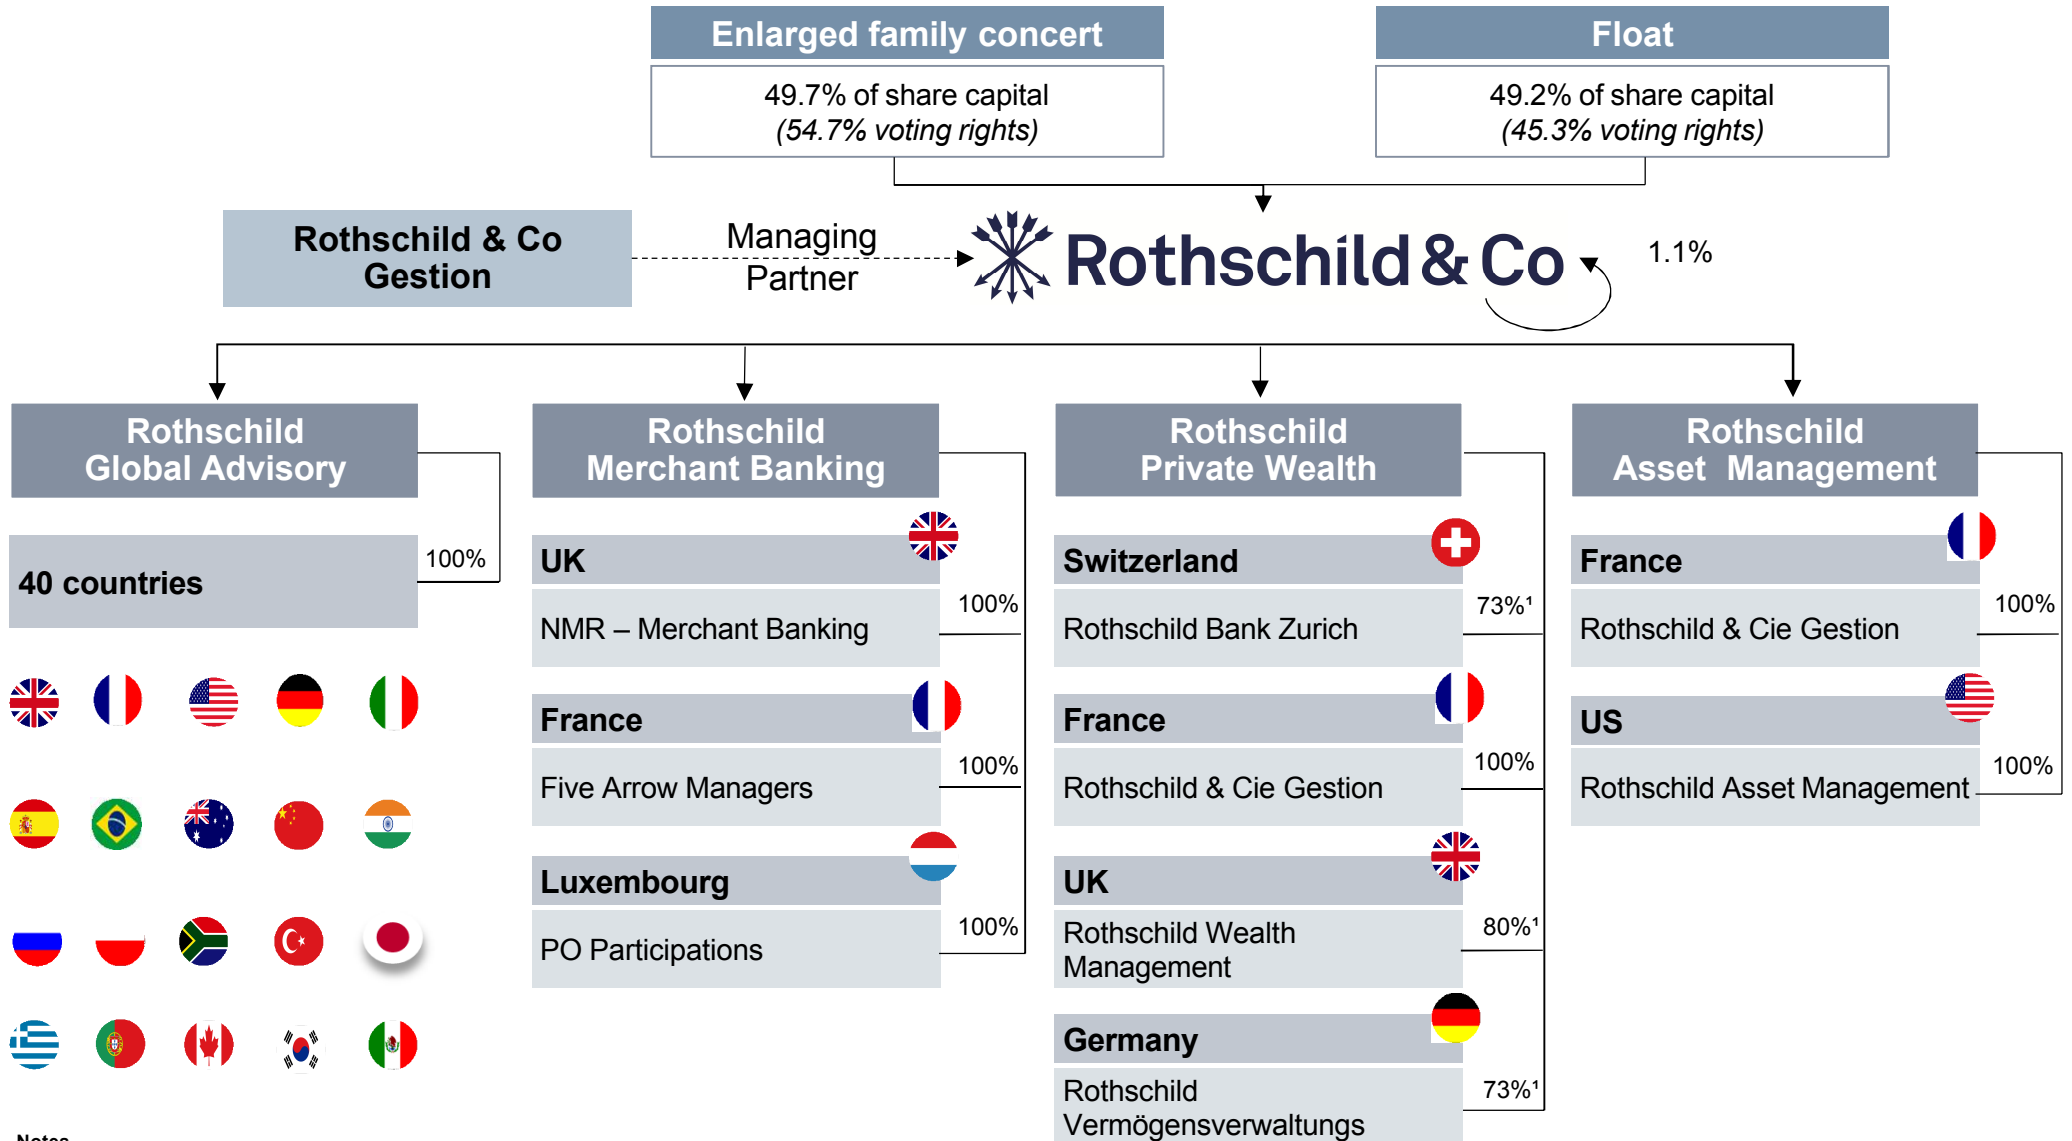 Enlarged family concert
49.7% of share capital
(54.7% voting rights)
Float
49.2% of share capital
(45.3% voting rights)
Rothschild & Co
Gestion
Managing
Partner
Rothschild & Co
1.1%
Rothschild
Global Advisory
40 countries
100%
Rothschild
Merchant Banking
UK
NMR – Merchant Banking
100%
France
Five Arrow Managers
100%
Luxembourg
PO Participations
100%
Rothschild
Private Wealth
Switzerland
Rothschild Bank Zurich
73%¹
France
Rothschild & Cie Gestion
100%
UK
Rothschild Wealth
Management
80%¹
Germany
Rothschild
Vermögensverwaltungs
73%¹
Rothschild
Asset Management
France
Rothschild & Cie Gestion
100%
US
Rothschild Asset Management
100%
Notes